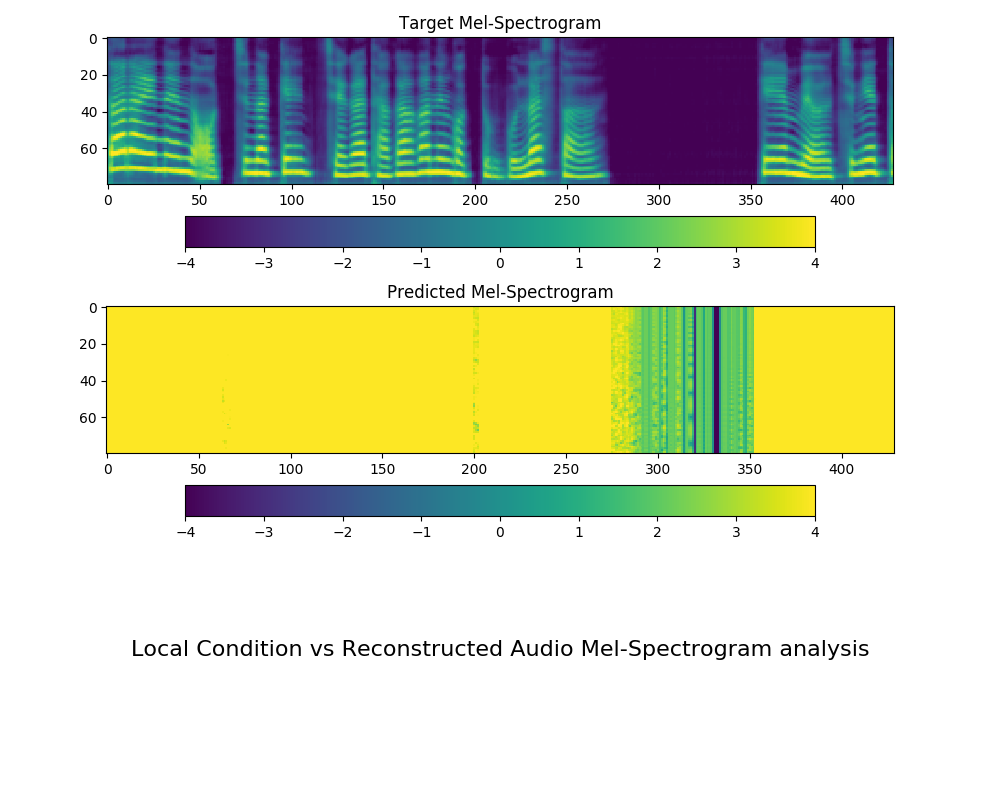 Target Mel-Spectrogram
0
20
40
60
0 50 100 150 200 250 300 350 400
−4 −3 −2 −1 0 1 2 3 4
Predicted Mel-Spectrogram
0
20
40
60
0 50 100 150 200 250 300 350 400
−4 −3 −2 −1 0 1 2 3 4
Local Condition vs Reconstructed Audio Mel-Spectrogram analysis